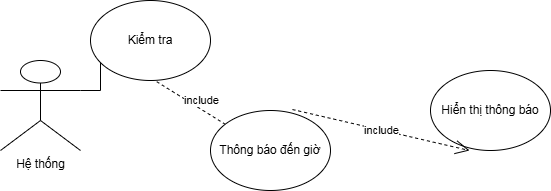 Kiểm tra
include
Thông báo đến giờ
include
Hiển thị thông báo
Hệ thống